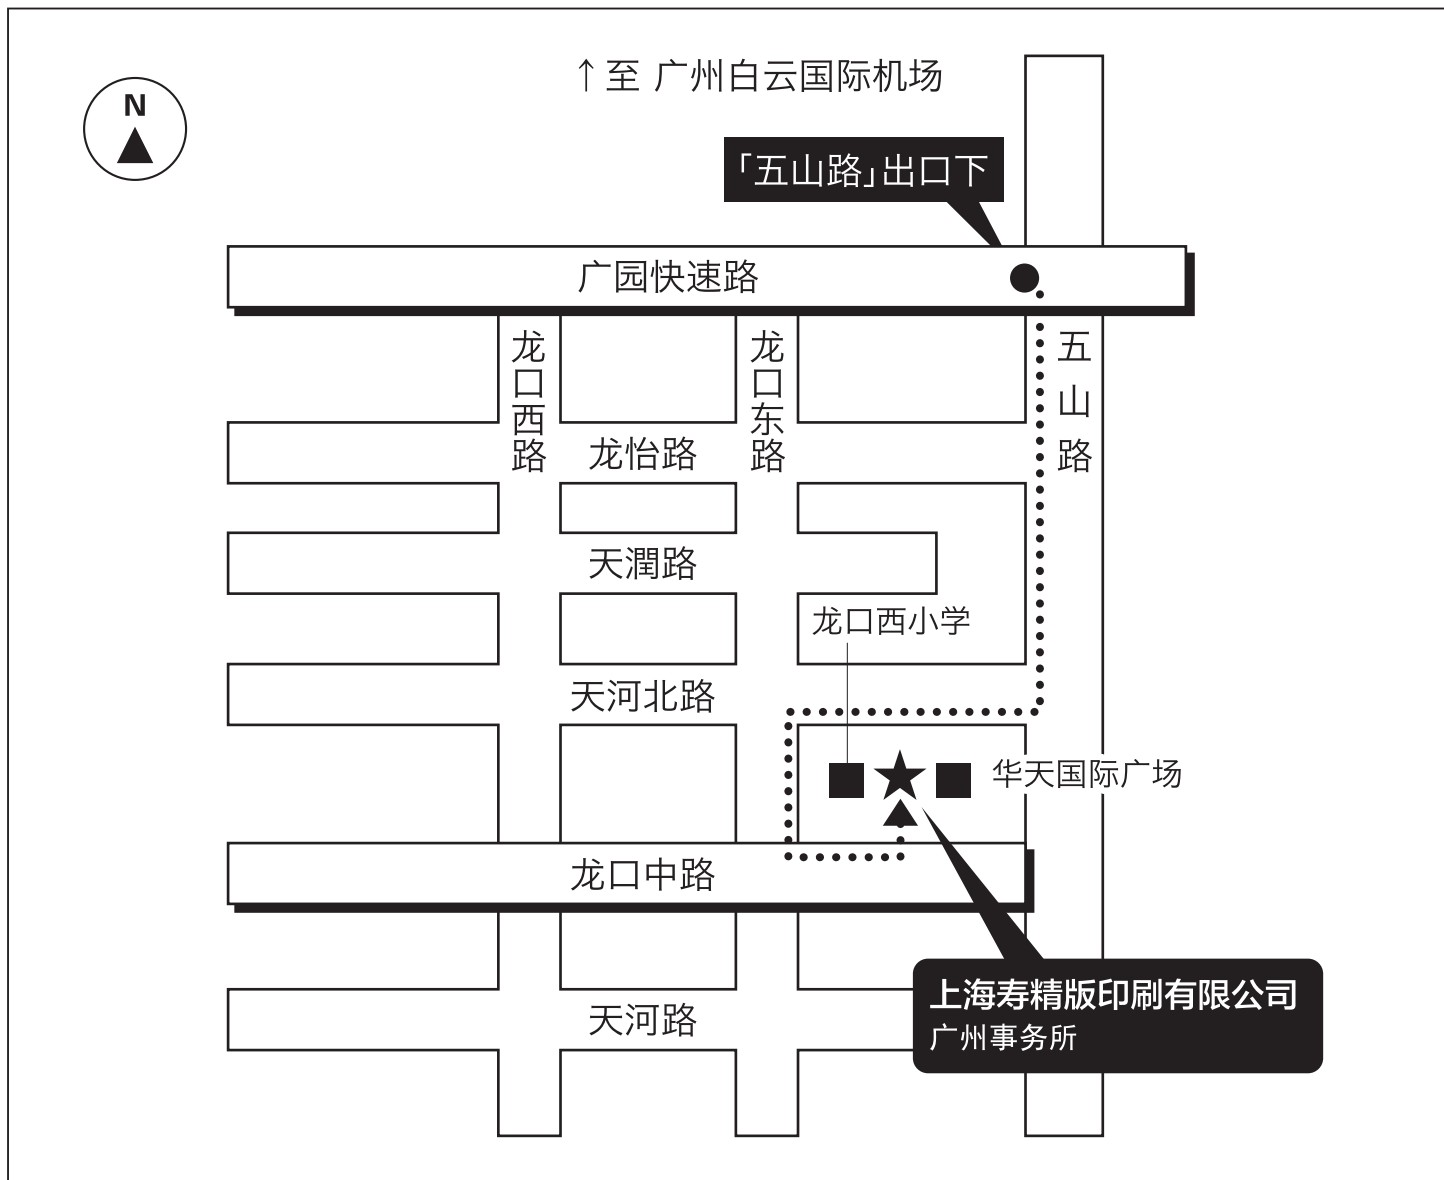 ↑至 广州白云国际机场
N
「五山路」出口下
广园快速路
龙口西路
龙口东路
五山路
龙怡路
天潤路
龙口西小学
天河北路
华天国际广场
龙口中路
上海寿精版印刷有限公司
广州事务所
天河路